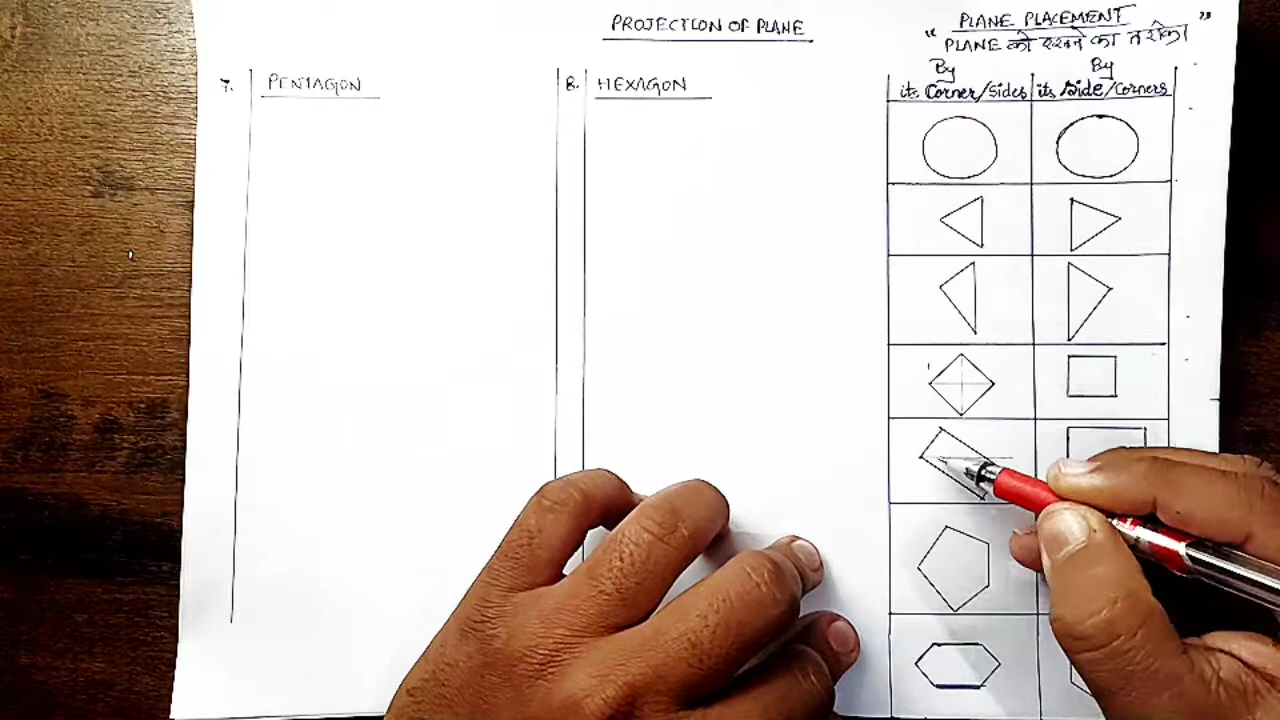 PROJECTION OF PLANE
" PLANE PLACEMENT
PLANE को रखने का तरीका "
7. PENTAGON
8. HEXAGON
By its Corner/Sides
By its Side/Corners